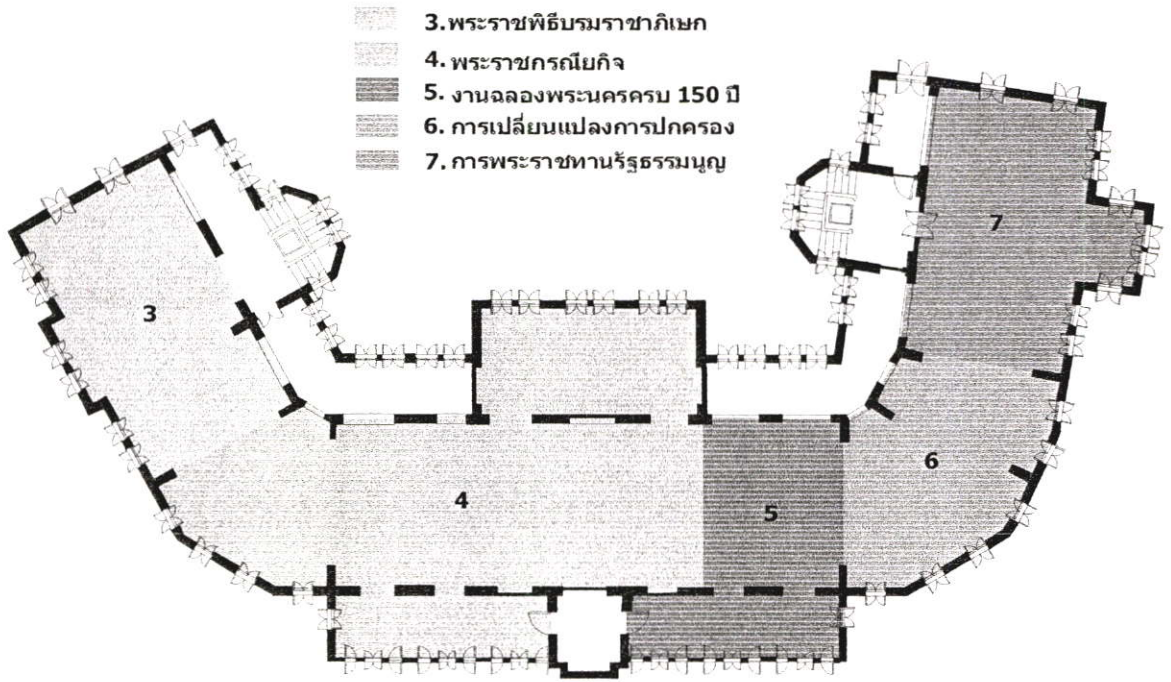 3.พระราชพิธีบรมราชาภิเษก
4. พระราชกรณียกิจ
5. งานฉลองพระนครครบ 150 ปี
6. การเปลี่ยนแปลงการปกครอง
7. การพระราชทานรัฐธรรมนูญ
7
3
6
4
5